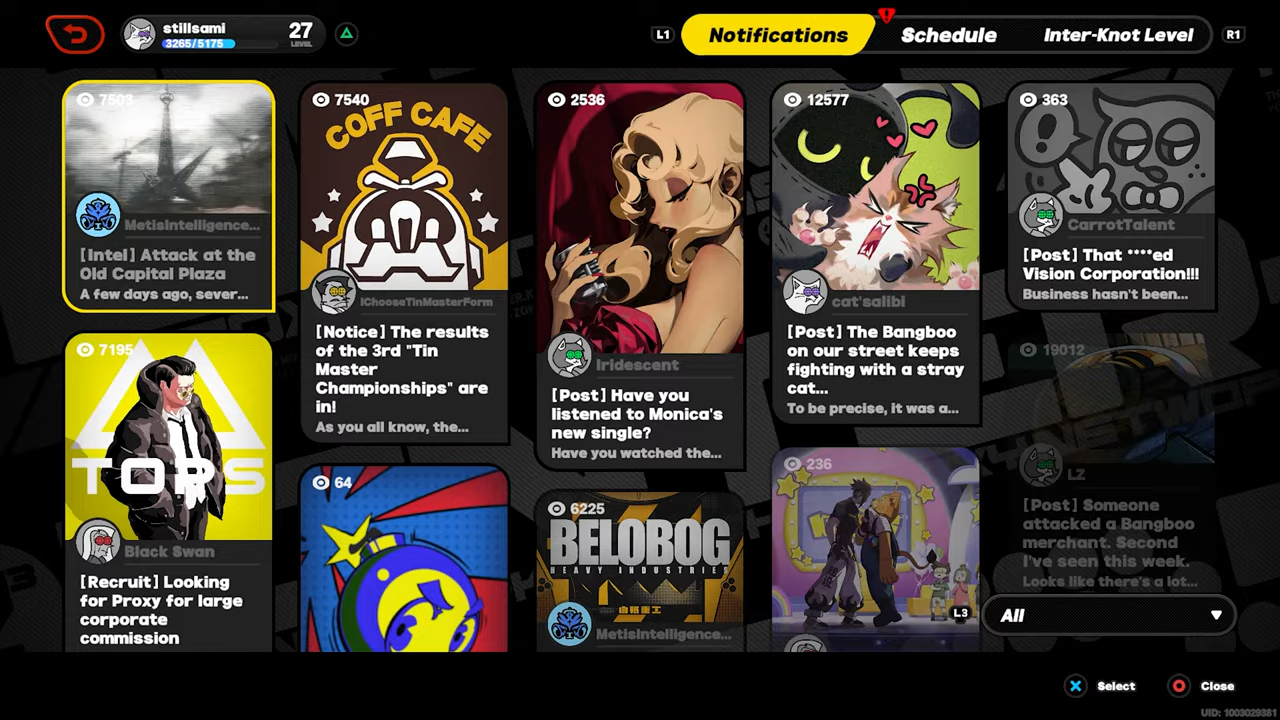 stillsami
3265/5175
27
LEVEL
L1
Notifications
!
Schedule
Inter-Knot Level
R1
7503
MetisIntelligence...
[Intel] Attack at the
Old Capital Plaza
A few days ago, sever...
7195
TOPS
Black Swan
[Recruit] Looking
for Proxy for large
corporate
commission
7540
COFF CAFE
IChooseTinMasterForm
[Notice] The results
of the 3rd "Tin
Master
Championships" are
in!
As you all know, the...
64
2536
Iridescent
[Post] Have you
listened to Monica's
new single?
Have you watched the...
6225
BELOBOG
HEAVY INDUSTRIES
MetisIntelligence...
12577
cat'salibi
[Post] The Bangboo
on our street keeps
fighting with a stray
cat...
To be precise, it was a...
236
363
CarrotTalent
[Post] That ****ed
Vision Corporation!!!
Business hasn't been...
19012
LZ
[Post] Someone
attacked a Bangboo
merchant. Second
I've seen this week.
Looks like there's a lot...
L3
All
Select
Close
UID: 1003029381